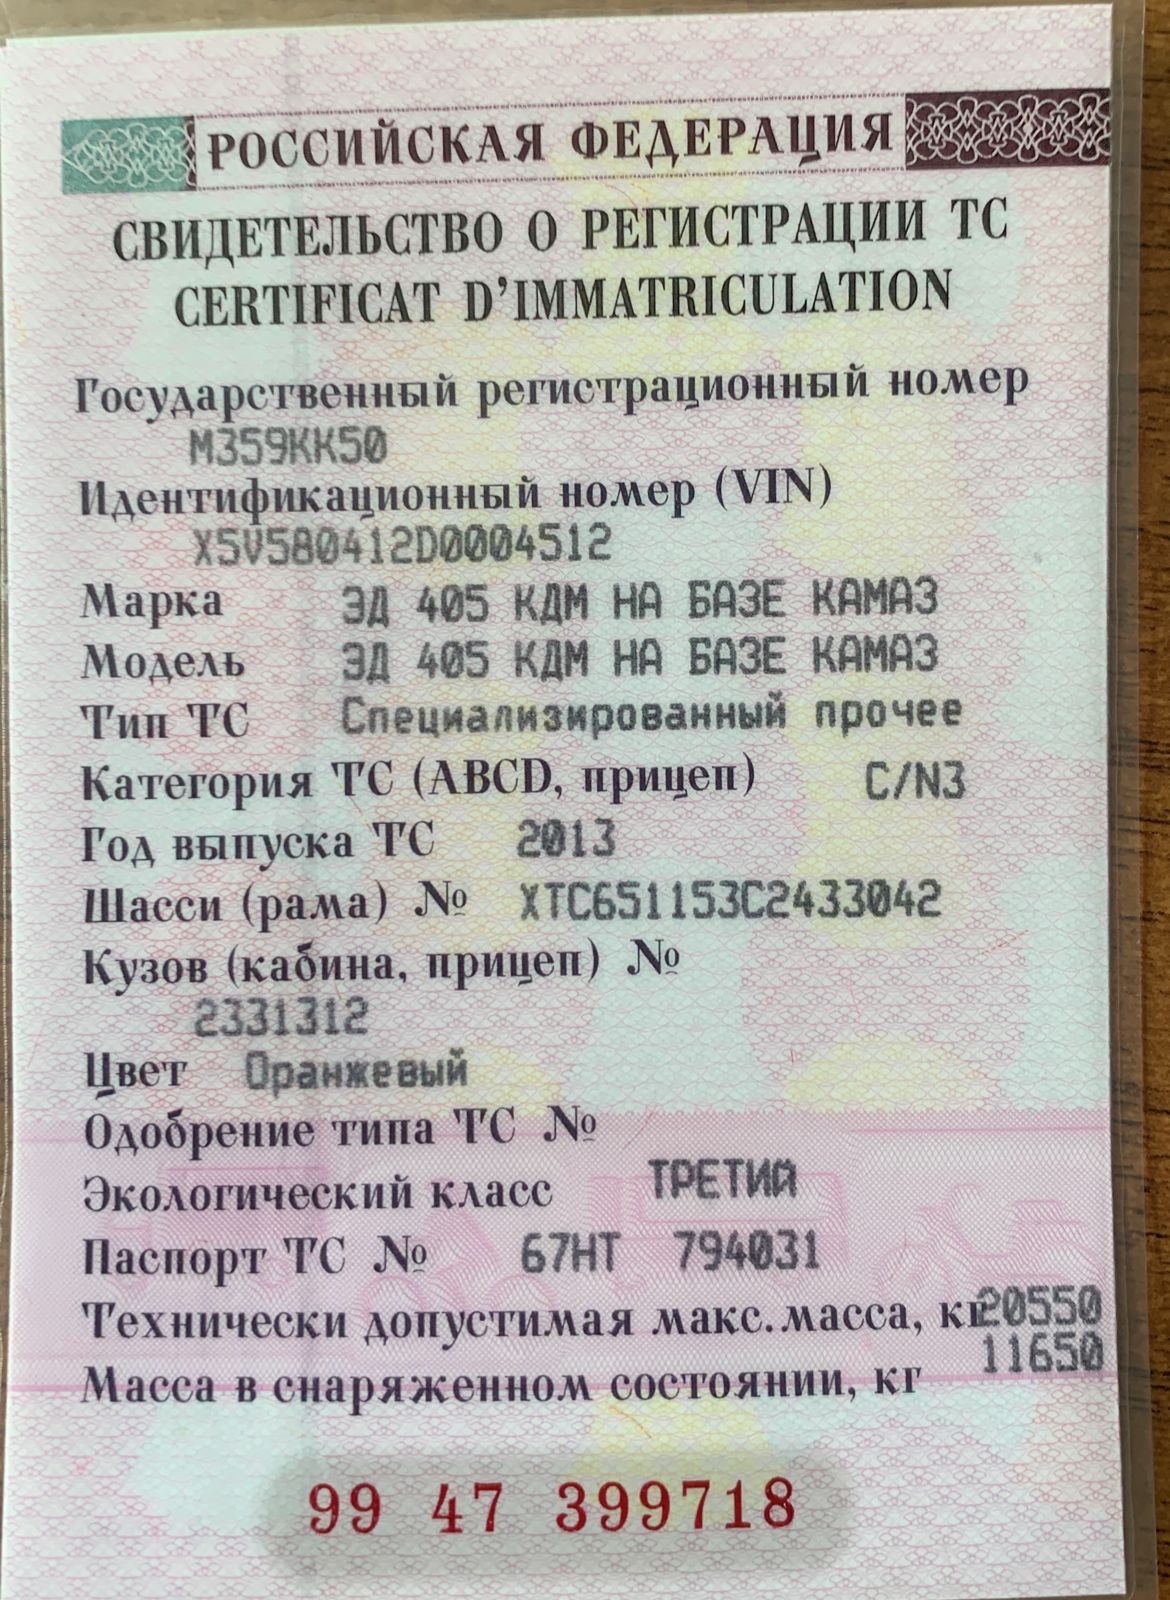 РОССИЙСКАЯ ФЕДЕРАЦИЯ
СВИДЕТЕЛЬСТВО О РЕГИСТРАЦИИ ТС
CERTIFICAT D'IMMATRICULATION
Государственный регистрационный номер
М359КК50
Идентификационный номер (VIN)
X5V580412D0004512
Марка ЭД 405 КДМ НА БАЗЕ КАМАЗ
Модель ЭД 405 КДМ НА БАЗЕ КАМАЗ
Тип ТС Специализированный прочее
Категория ТС (ABCD, прицеп) C/N3
Год выпуска ТС 2013
Шасси (рама) № XTC651153C2433042
Кузов (кабина, прицеп) №
2331312
Цвет Оранжевый
Одобрение типа ТС №
Экологический класс ТРЕТИЙ
Паспорт ТС № 67НТ 794031
Технически допустимая макс. масса, кг 20550
Масса в снаряженном состоянии, кг 11650
99 47 399718